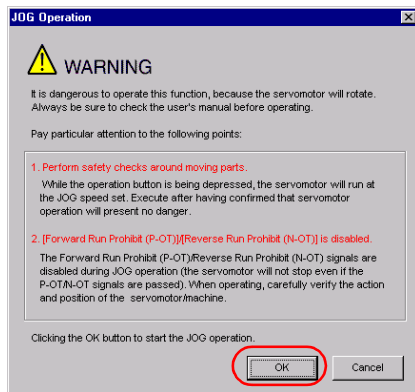 JOG Operation
WARNING
It is dangerous to operate this function, because the servomotor will rotate.
Always be sure to check the user's manual before operating.
Pay particular attention to the following points:
1. Perform safety checks around moving parts.
While the operation button is being depressed, the servomotor will run at
the JOG speed set. Execute after having confirmed that servomotor
operation will present no danger.
2. [Forward Run Prohibit (P-OT)]/[Reverse Run Prohibit (N-OT)] is disabled.
The Forward Run Prohibit (P-OT)/Reverse Run Prohibit (N-OT) signals are
disabled during JOG operation (the servomotor will not stop even if the
P-OT/N-OT signals are passed). When operating, carefully verify the action
and position of the servomotor/machine.
Clicking the OK button to start the JOG operation.
OK Cancel